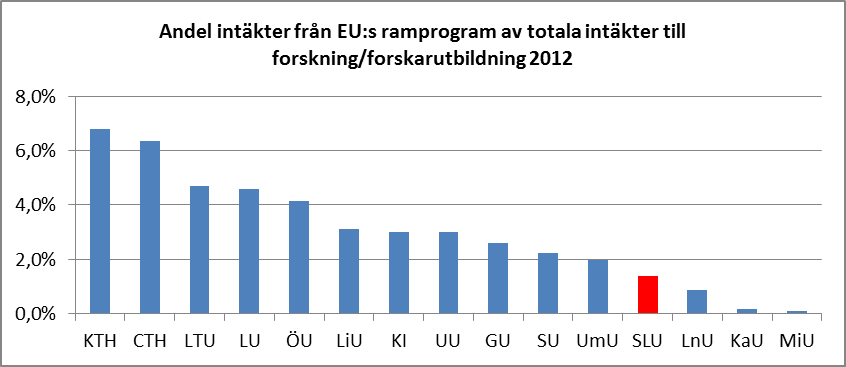 Andel intäkter från EU:s ramprogram av totala intäkter till
forskning/forskarutbildning 2012
8,0%
6,0%
4,0%
2,0%
0,0%
KTH CTH LTU LU ÖU LiU KI UU GU SU UmU SLU LnU KaU MiU